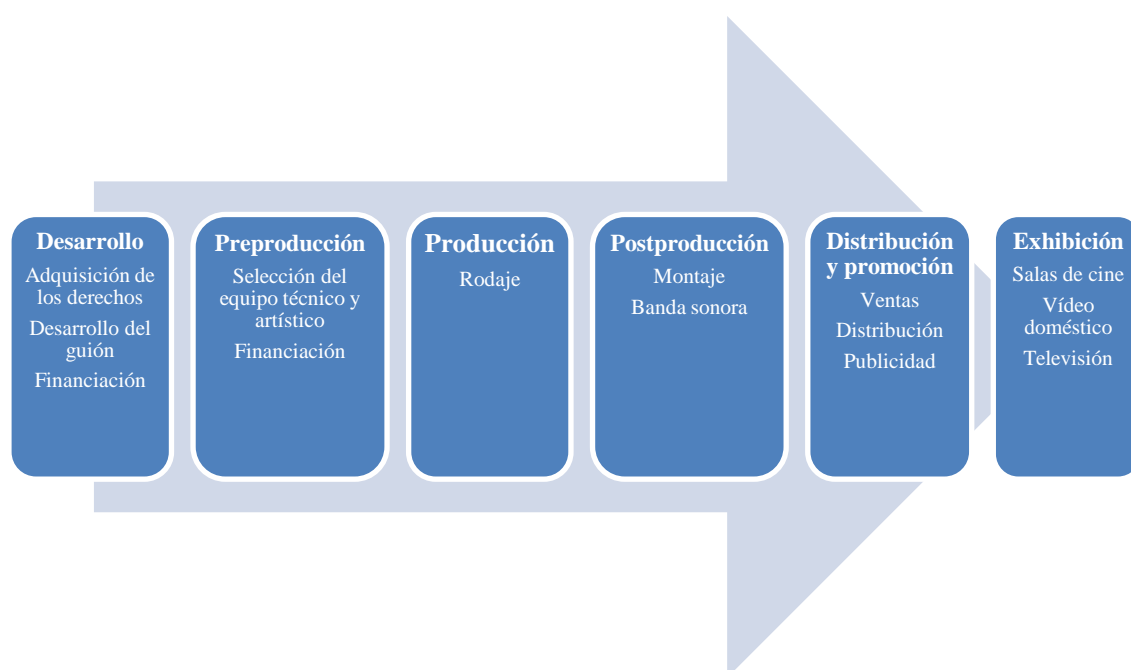 Desarrollo
Adquisición de
los derechos
Desarrollo del
guión
Financiación
Preproducción
Selección del
equipo técnico y
artístico
Financiación
Producción
Rodaje
Postproducción
Montaje
Banda sonora
Distribución
y promoción
Ventas
Distribución
Publicidad
Exhibición
Salas de cine
Vídeo
doméstico
Televisión